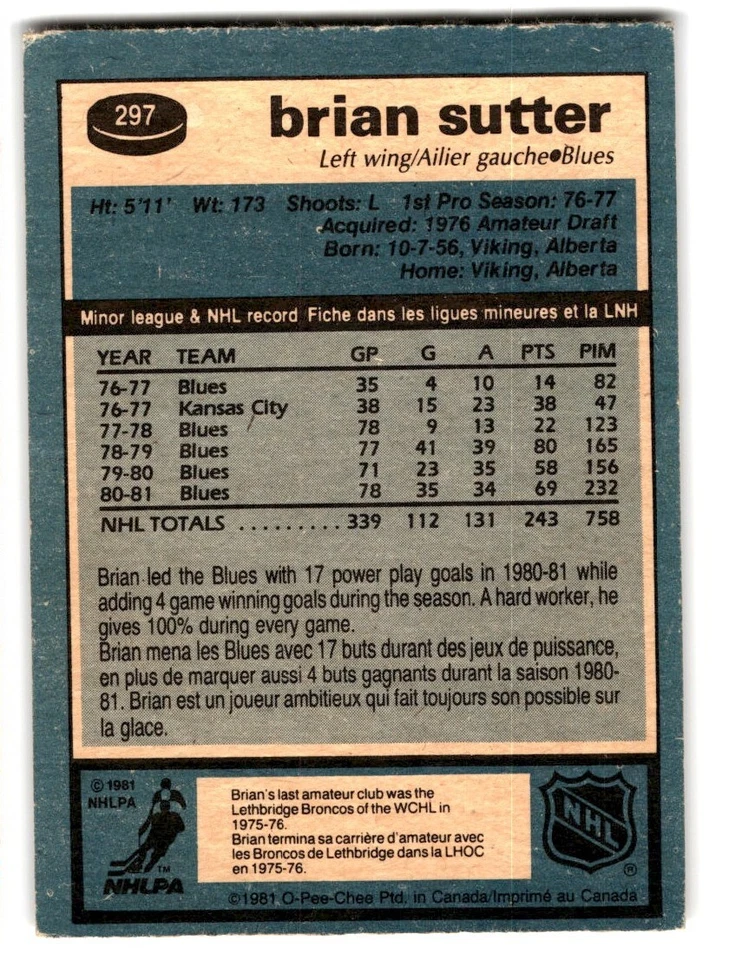 297
brian sutter
Left wing/Ailier gauche●Blues
Ht: 5'11' Wt: 173 Shoots: L 1st Pro Season: 76-77
Acquired: 1976 Amateur Draft
Born: 10-7-56, Viking, Alberta
Home: Viking, Alberta
Minor league & NHL record Fiche dans les ligues mineures et la LNH
YEAR TEAM GP G A PTS PIM
76-77 Blues 35 4 10 14 82
76-77 Kansas City 38 15 23 38 47
77-78 Blues 78 9 13 22 123
78-79 Blues 77 41 39 80 165
79-80 Blues 71 23 35 58 156
80-81 Blues 78 35 34 69 232
NHL TOTALS ......... 339 112 131 243 758
Brian led the Blues with 17 power play goals in 1980-81 while
adding 4 game winning goals during the season. A hard worker, he
gives 100% during every game.
Brian mena les Blues avec 17 buts durant des jeux de puissance,
en plus de marquer aussi 4 buts gagnants durant la saison 1980-
81. Brian est un joueur ambitieux qui fait toujours son possible sur
la glace.
© 1981
NHLPA
TM
NHLPA
Brian's last amateur club was the
Lethbridge Broncos of the WCHL in
1975-76.
Brian termina sa carrière d'amateur avec
les Broncos de Lethbridge dans la LHOC
en 1975-76.
NHL
®
©1981 O-Pee-Chee Ptd. in Canada/Imprimé au Canada